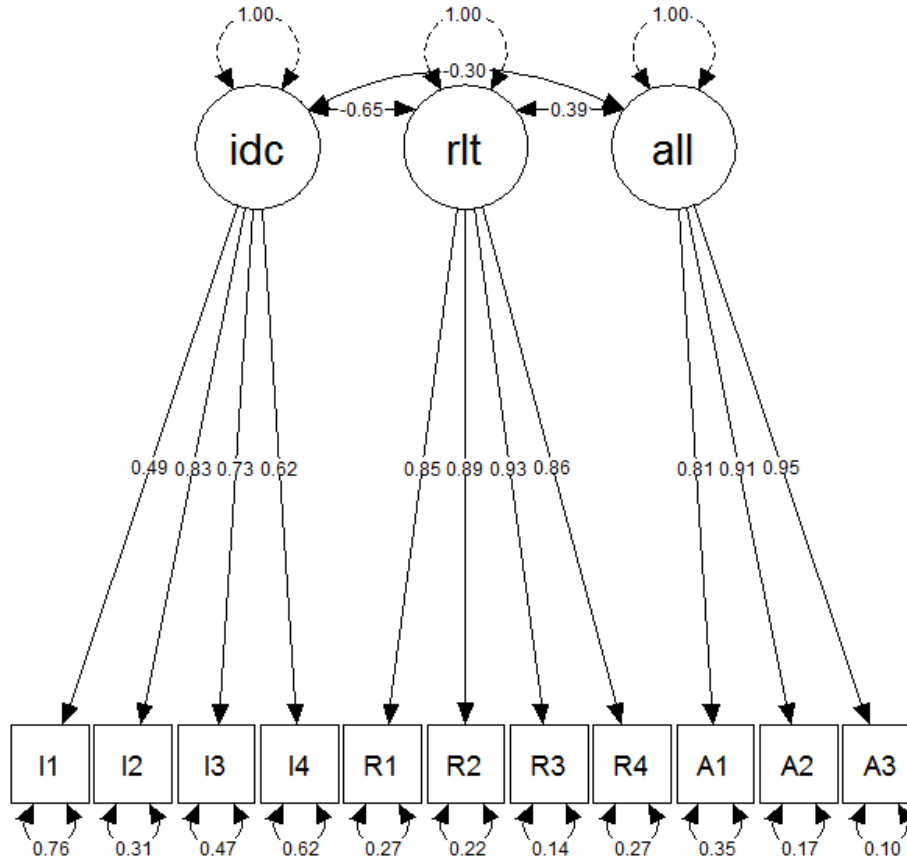 1.00 1.00 1.00
-0.30
-0.65 0.39
idc rlt all
0.49 0.83 0.73 0.62 0.85 0.89 0.93 0.86 0.81 0.91 0.95
I1 I2 I3 I4 R1 R2 R3 R4 A1 A2 A3
0.76 0.31 0.47 0.62 0.27 0.22 0.14 0.27 0.35 0.17 0.10